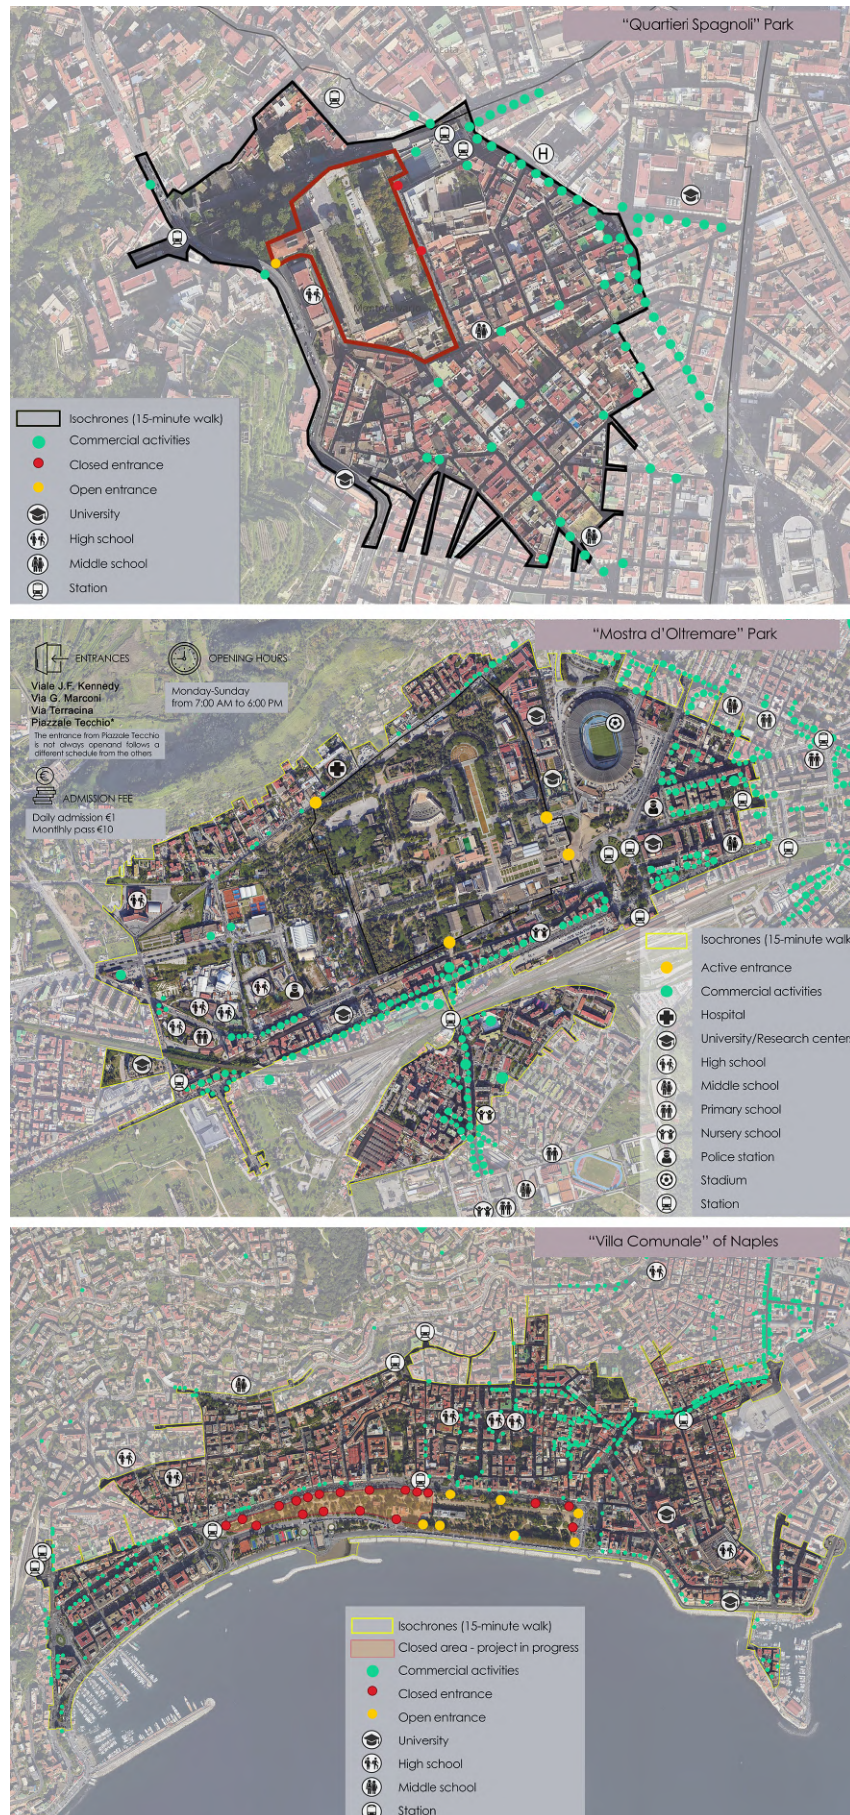 "Quartieri Spagnoli" Park
H
Isochrones (15-minute walk)
Commercial activities
Closed entrance
Open entrance
University
High school
Middle school
Station
"Mostra d'Oltremare" Park
ENTRANCES
OPENING HOURS
Viale J.F. Kennedy
Via G. Marconi
Via Terracina
Piazzale Tecchio*
Monday-Sunday
from 7:00 AM to 6:00 PM
The entrance from Piazzale Tecchio
is not always openand follows a
different schedule from the others
€
ADMISSION FEE
Daily admission €1
Monthly pass €10
Isochrones (15-minute walk
Active entrance
Commercial activities
Hospital
University/Research centers
High school
Middle school
Primary school
Nursery school
Police station
Stadium
Station
"Villa Comunale" of Naples
Isochrones (15-minute walk)
Closed area - project in progress
Commercial activities
Closed entrance
Open entrance
University
High school
Middle school
Station